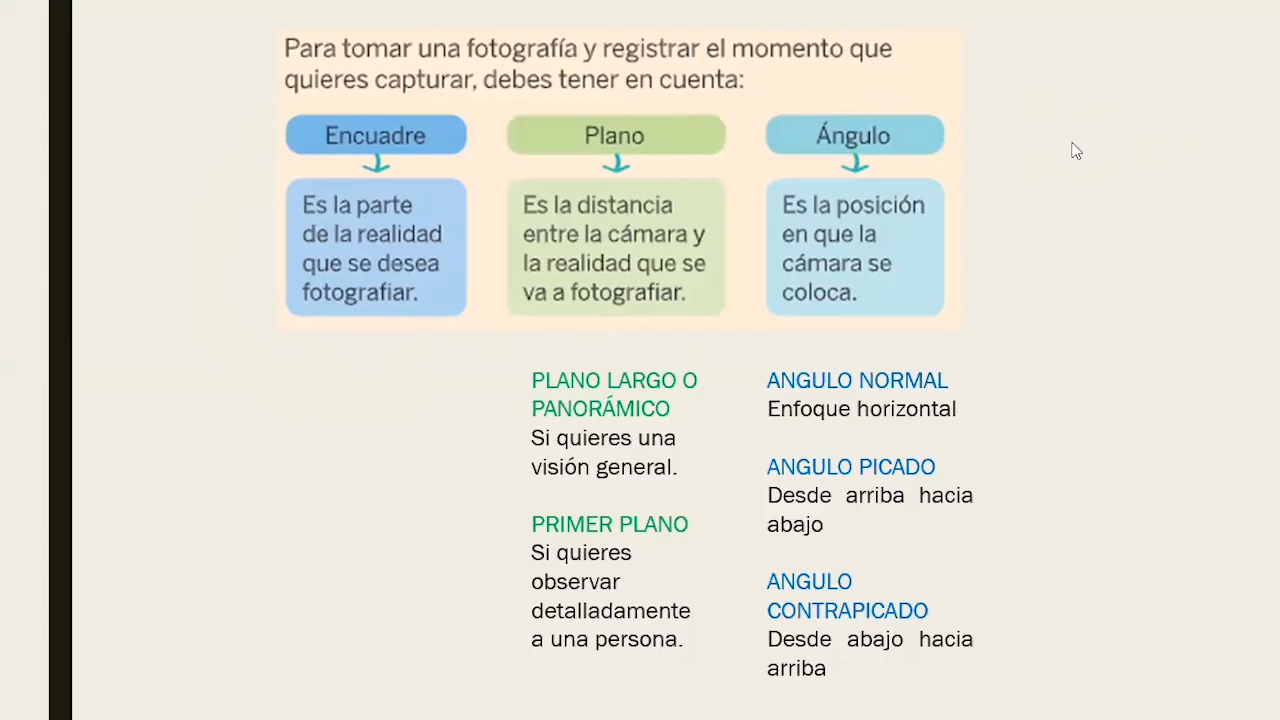 Para tomar una fotografía y registrar el momento que
quieres capturar, debes tener en cuenta:
Encuadre
Es la parte
de la realidad
que se desea
fotografiar.
Plano
Es la distancia
entre la cámara y
la realidad que se
va a fotografiar.
Ángulo
Es la posición
en que la
cámara se
coloca.
PLANO LARGO O
PANORÁMICO
Si quieres una
visión general.
PRIMER PLANO
Si quieres
observar
detalladamente
a una persona.
ANGULO NORMAL
Enfoque horizontal
ANGULO PICADO
Desde arriba hacia
abajo
ANGULO
CONTRAPICADO
Desde abajo hacia
arriba